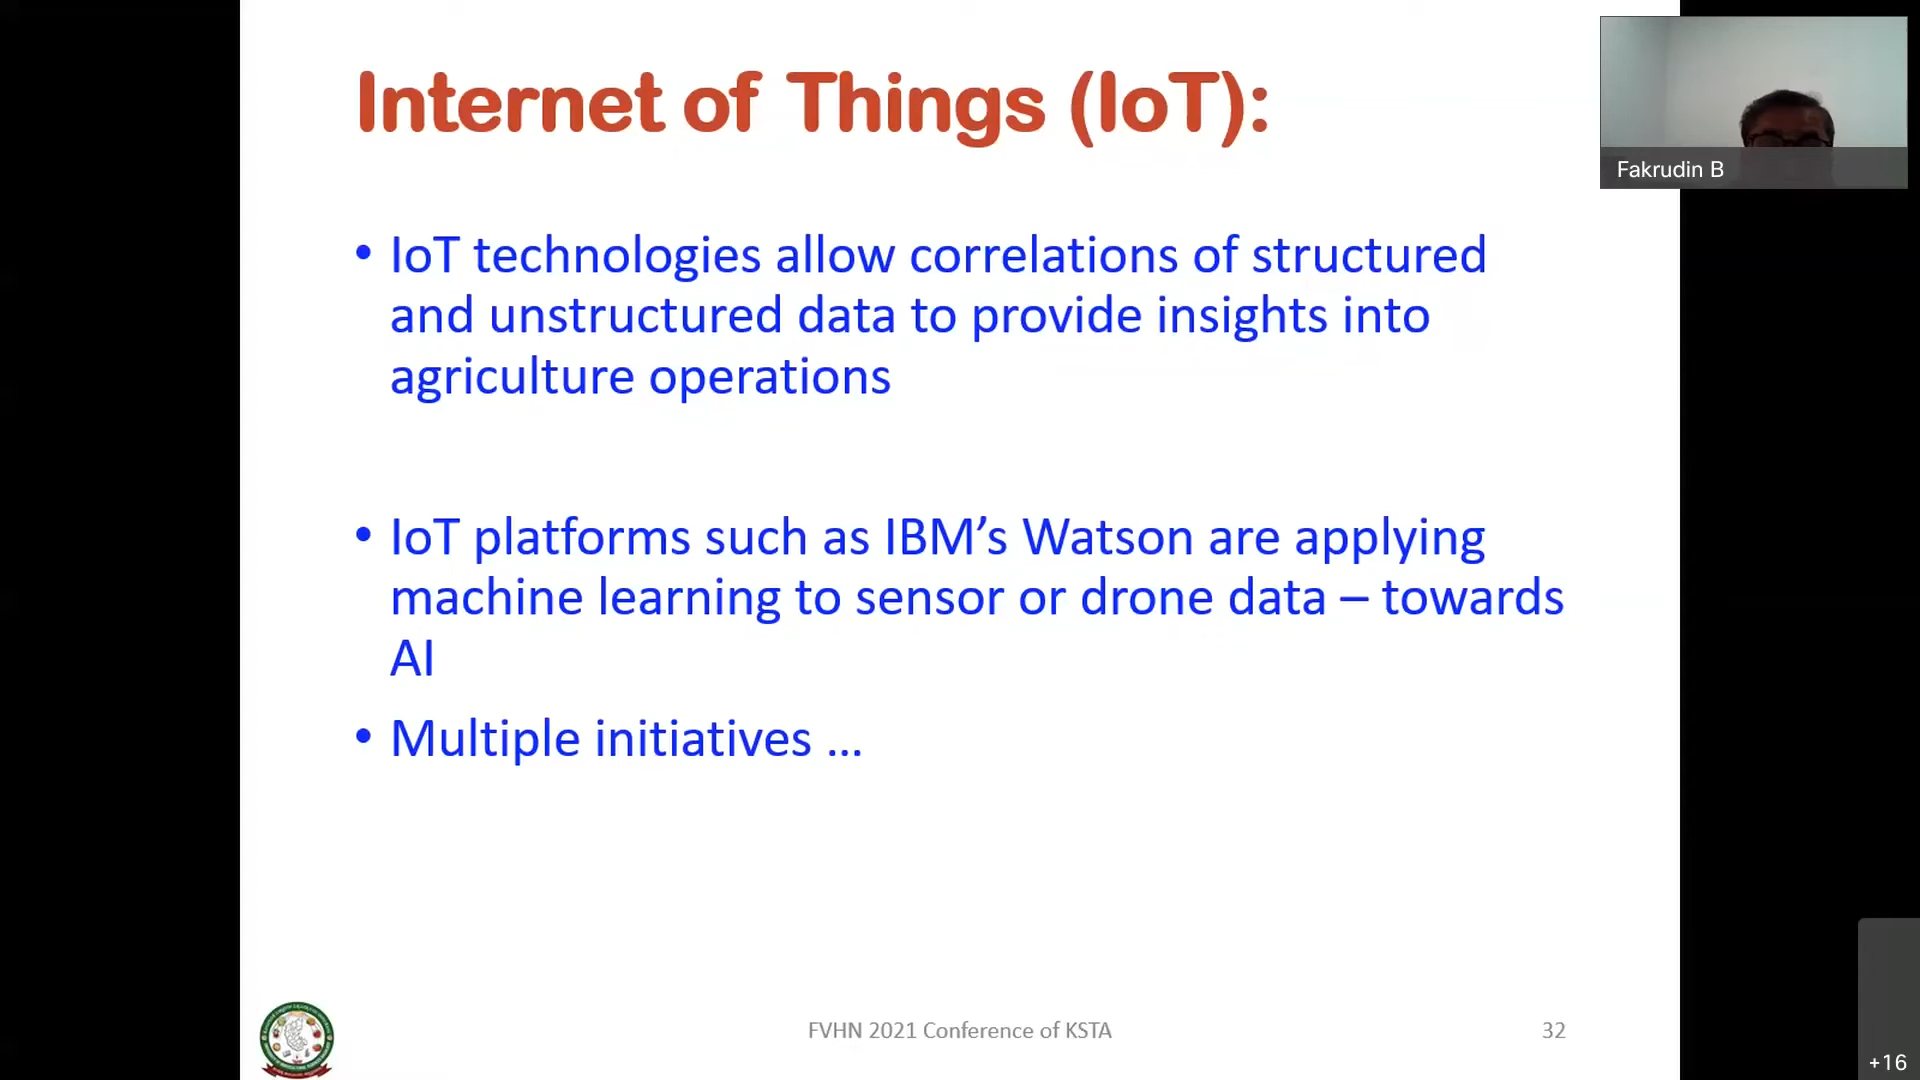 Internet of Things (IoT):
Fakrudin B
• IoT technologies allow correlations of structured
and unstructured data to provide insights into
agriculture operations
• IoT platforms such as IBM’s Watson are applying
machine learning to sensor or drone data – towards
AI
• Multiple initiatives ...
FVHN 2021 Conference of KSTA
32
+16